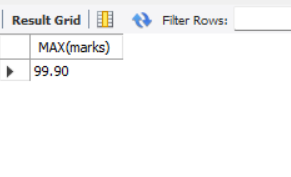 Result Grid Filter Rows:
MAX(marks)
99.90